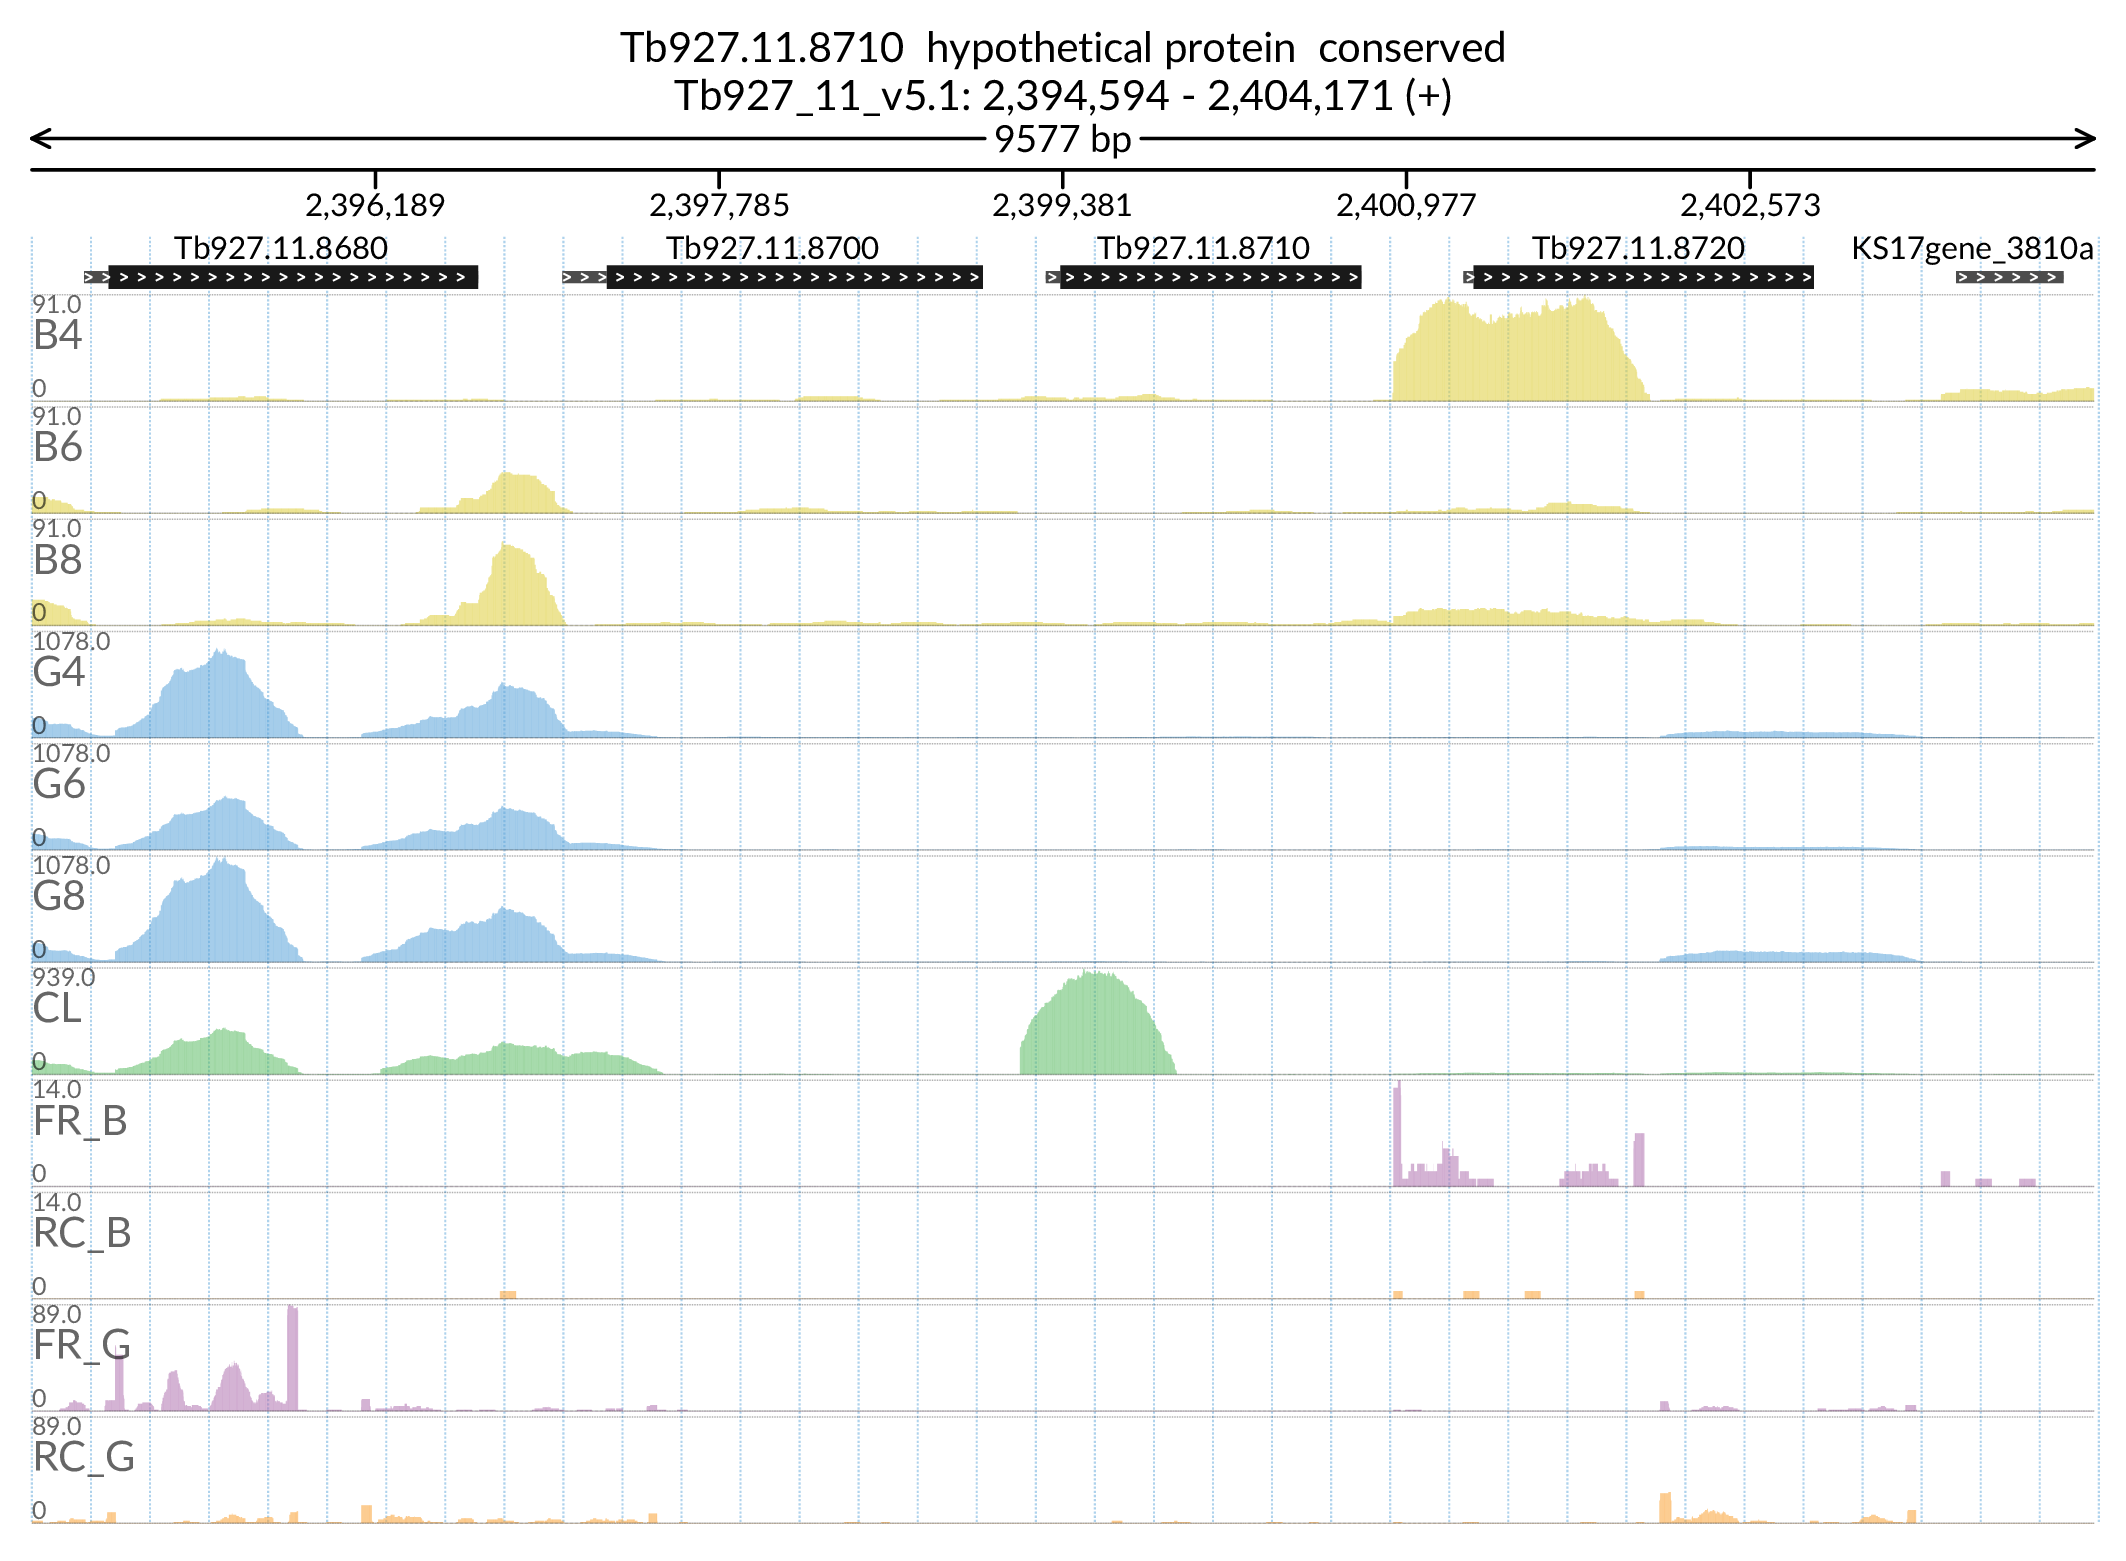 Tb927.11.8710  hypothetical protein  conserved
Tb927_11_v5.1: 2,394,594 - 2,404,171 (+)
9577 bp
2,396,189 2,397,785 2,399,381 2,400,977 2,402,573
Tb927.11.8680 Tb927.11.8700 Tb927.11.8710 Tb927.11.8720 KS17gene_3810a
91.0
B4
0
91.0
B6
0
91.0
B8
0
1078.0
G4
0
1078.0
G6
0
1078.0
G8
0
939.0
CL
0
14.0
FR_B
0
14.0
RC_B
0
89.0
FR_G
0
89.0
RC_G
0